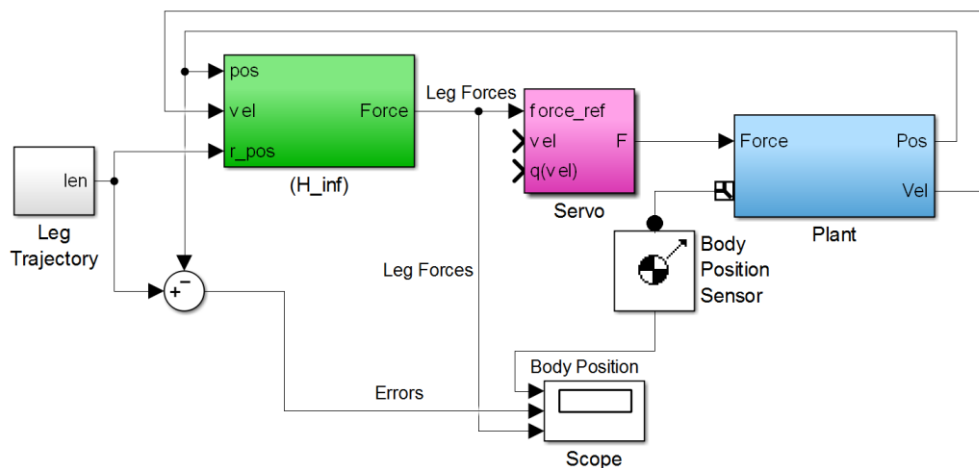 pos
vel
r_pos
Force
(H_inf)
Leg Forces
force_ref
vel
q(vel)
F
Servo
Force
Pos
Vel
Plant
len
Leg
Trajectory
+
−
Leg Forces
Body
Position
Sensor
Body Position
Errors
Scope